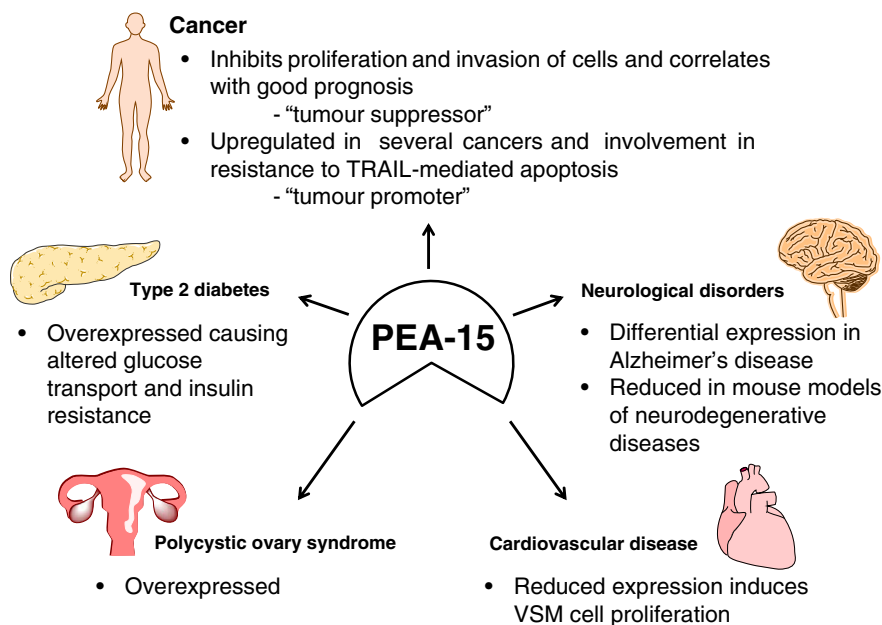 Cancer
• Inhibits proliferation and invasion of cells and correlates
with good prognosis
- “tumour suppressor”
• Upregulated in several cancers and involvement in
resistance to TRAIL-mediated apoptosis
- “tumour promoter”
Type 2 diabetes
• Overexpressed causing
altered glucose
transport and insulin
resistance
PEA-15
Neurological disorders
• Differential expression in
Alzheimer’s disease
• Reduced in mouse models
of neurodegenerative
diseases
Polycystic ovary syndrome
• Overexpressed
Cardiovascular disease
• Reduced expression induces
VSM cell proliferation